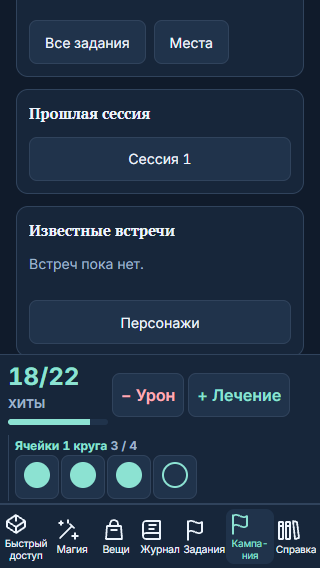 Все задания
Места
Прошлая сессия
Сессия 1
Известные встречи
Встреч пока нет.
Персонажи
18/22
ХИТЫ
– Урон
+ Лечение
Ячейки 1 круга 3 / 4
Быстрый
доступ
Магия
Вещи
Журнал
Задания
Кампа-
ния
Справка